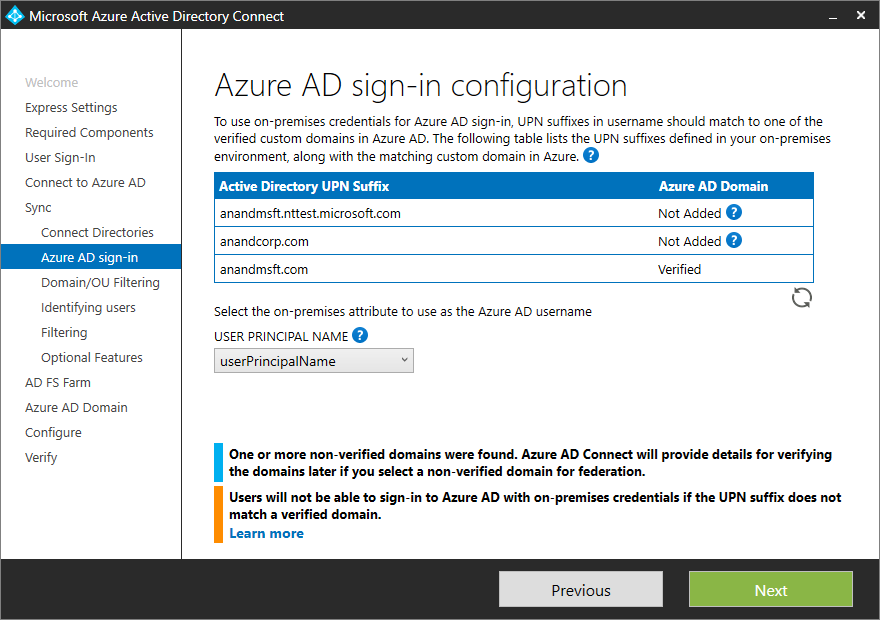 Microsoft Azure Active Directory Connect
Welcome
Express Settings
Required Components
User Sign-In
Connect to Azure AD
Sync
Connect Directories
Azure AD sign-in
Domain/OU Filtering
Identifying users
Filtering
Optional Features
AD FS Farm
Azure AD Domain
Configure
Verify
Azure AD sign-in configuration
To use on-premises credentials for Azure AD sign-in, UPN suffixes in username should match to one of the
verified custom domains in Azure AD. The following table lists the UPN suffixes defined in your on-premises
environment, along with the matching custom domain in Azure. ?
Active Directory UPN Suffix Azure AD Domain
anandmsft.nttest.microsoft.com Not Added ?
anandcorp.com Not Added ?
anandmsft.com Verified
Select the on-premises attribute to use as the Azure AD username
USER PRINCIPAL NAME ?
userPrincipalName
One or more non-verified domains were found. Azure AD Connect will provide details for verifying
the domains later if you select a non-verified domain for federation.
Users will not be able to sign-in to Azure AD with on-premises credentials if the UPN suffix does not
match a verified domain.
Learn more
Previous Next